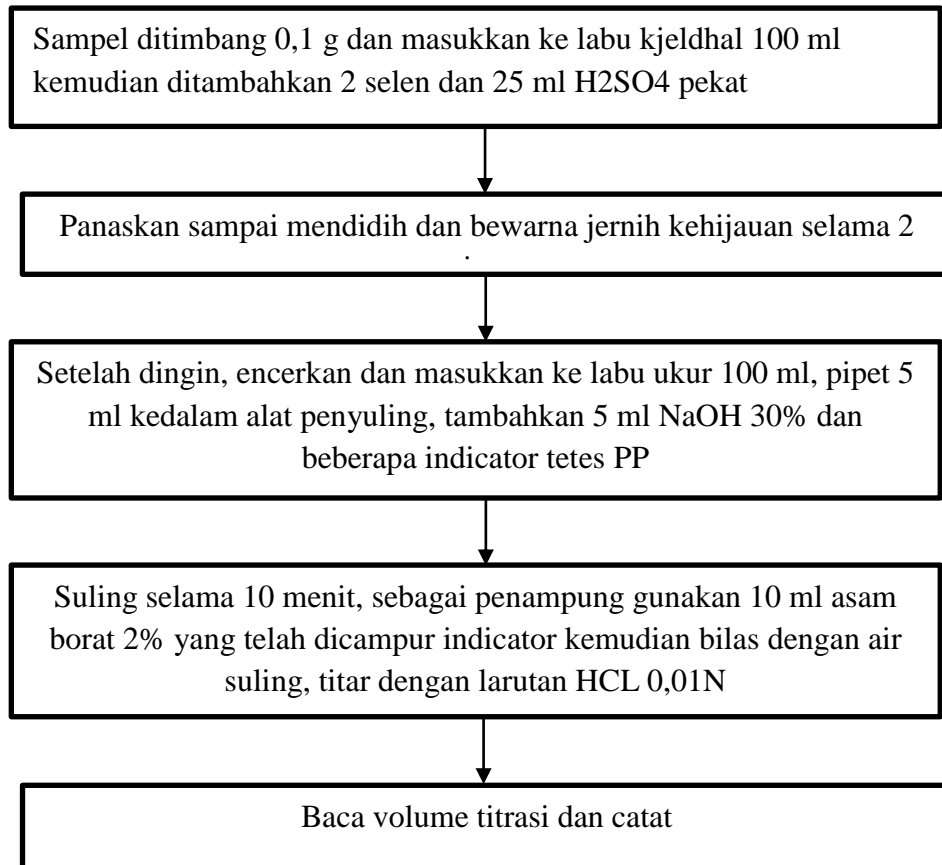 Sampel ditimbang 0,1 g dan masukkan ke labu kjeldhal 100 ml
kemudian ditambahkan 2 selen dan 25 ml H2SO4 pekat
Panaskan sampai mendidih dan bewarna jernih kehijauan selama 2
Setelah dingin, encerkan dan masukkan ke labu ukur 100 ml, pipet 5
ml kedalam alat penyuling, tambahkan 5 ml NaOH 30% dan
beberapa indicator tetes PP
Suling selama 10 menit, sebagai penampung gunakan 10 ml asam
borat 2% yang telah dicampur indicator kemudian bilas dengan air
suling, titar dengan larutan HCL 0,01N
Baca volume titrasi dan catat